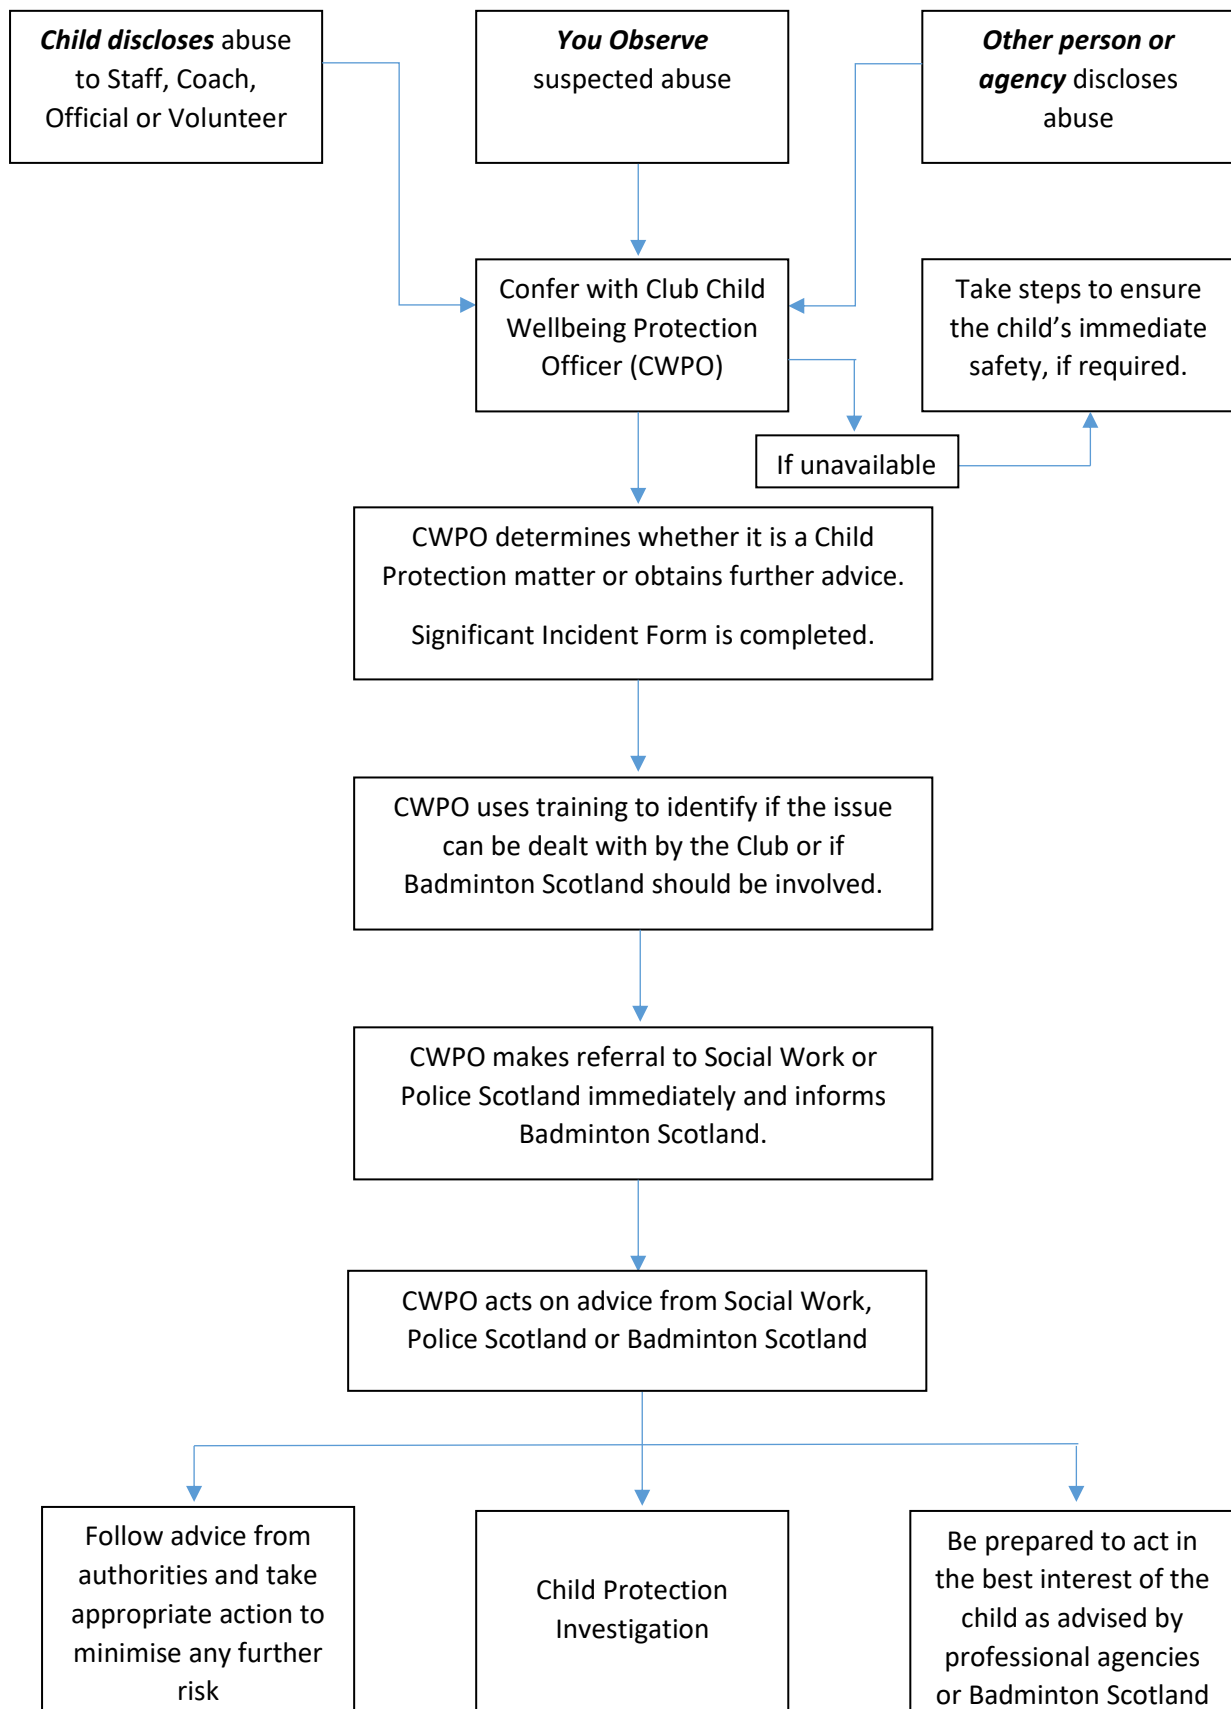 Child discloses abuse
to Staff, Coach,
Official or Volunteer
You Observe
suspected abuse
Other person or
agency discloses
abuse
Confer with Club Child
Wellbeing Protection
Officer (CWPO)
Take steps to ensure
the child’s immediate
safety, if required.
If unavailable
CWPO determines whether it is a Child
Protection matter or obtains further advice.
Significant Incident Form is completed.
CWPO uses training to identify if the issue
can be dealt with by the Club or if
Badminton Scotland should be involved.
CWPO makes referral to Social Work or
Police Scotland immediately and informs
Badminton Scotland.
CWPO acts on advice from Social Work,
Police Scotland or Badminton Scotland
Follow advice from
authorities and take
appropriate action to
minimise any further
risk
Child Protection
Investigation
Be prepared to act in
the best interest of the
child as advised by
professional agencies
or Badminton Scotland